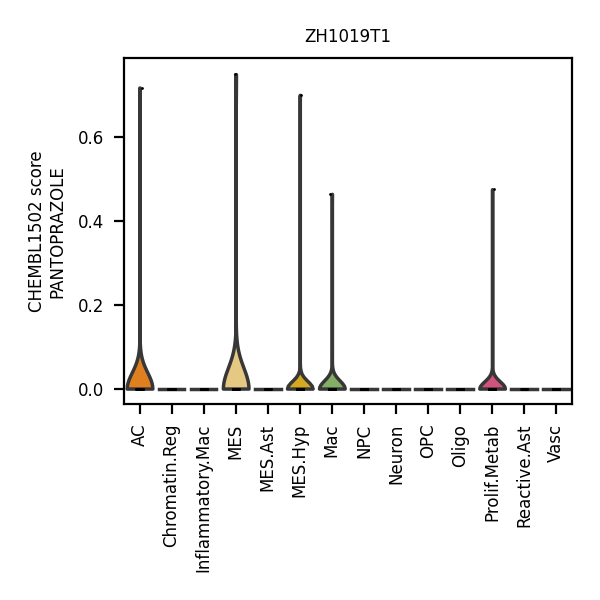 ZH1019T1
CHEMBL1502 score
PANTOPRAZOLE
0.6
0.4
0.2
0.0
AC
Chromatin.Reg
Inflammatory.Mac
MES
MES.Ast
MES.Hyp
Mac
NPC
Neuron
OPC
Oligo
Prolif.Metab
Reactive.Ast
Vasc